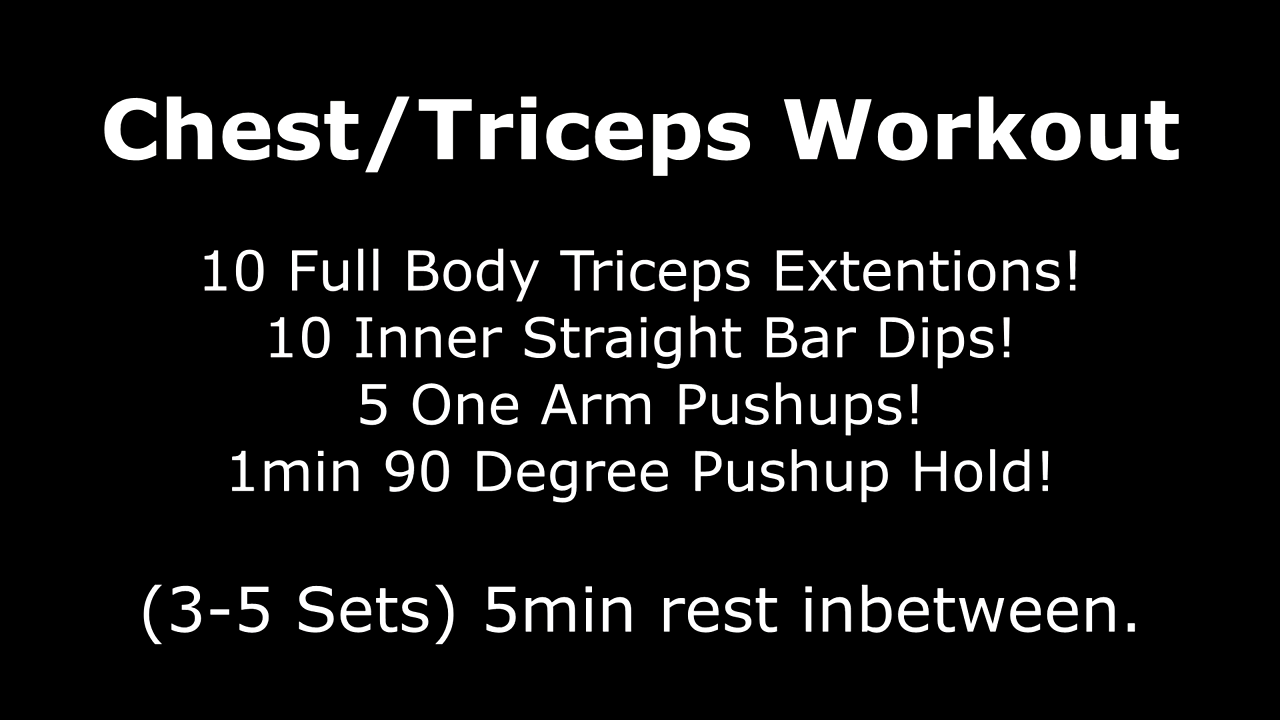 Chest/Triceps Workout
10 Full Body Triceps Extentions!
10 Inner Straight Bar Dips!
5 One Arm Pushups!
1min 90 Degree Pushup Hold!
(3-5 Sets) 5min rest inbetween.